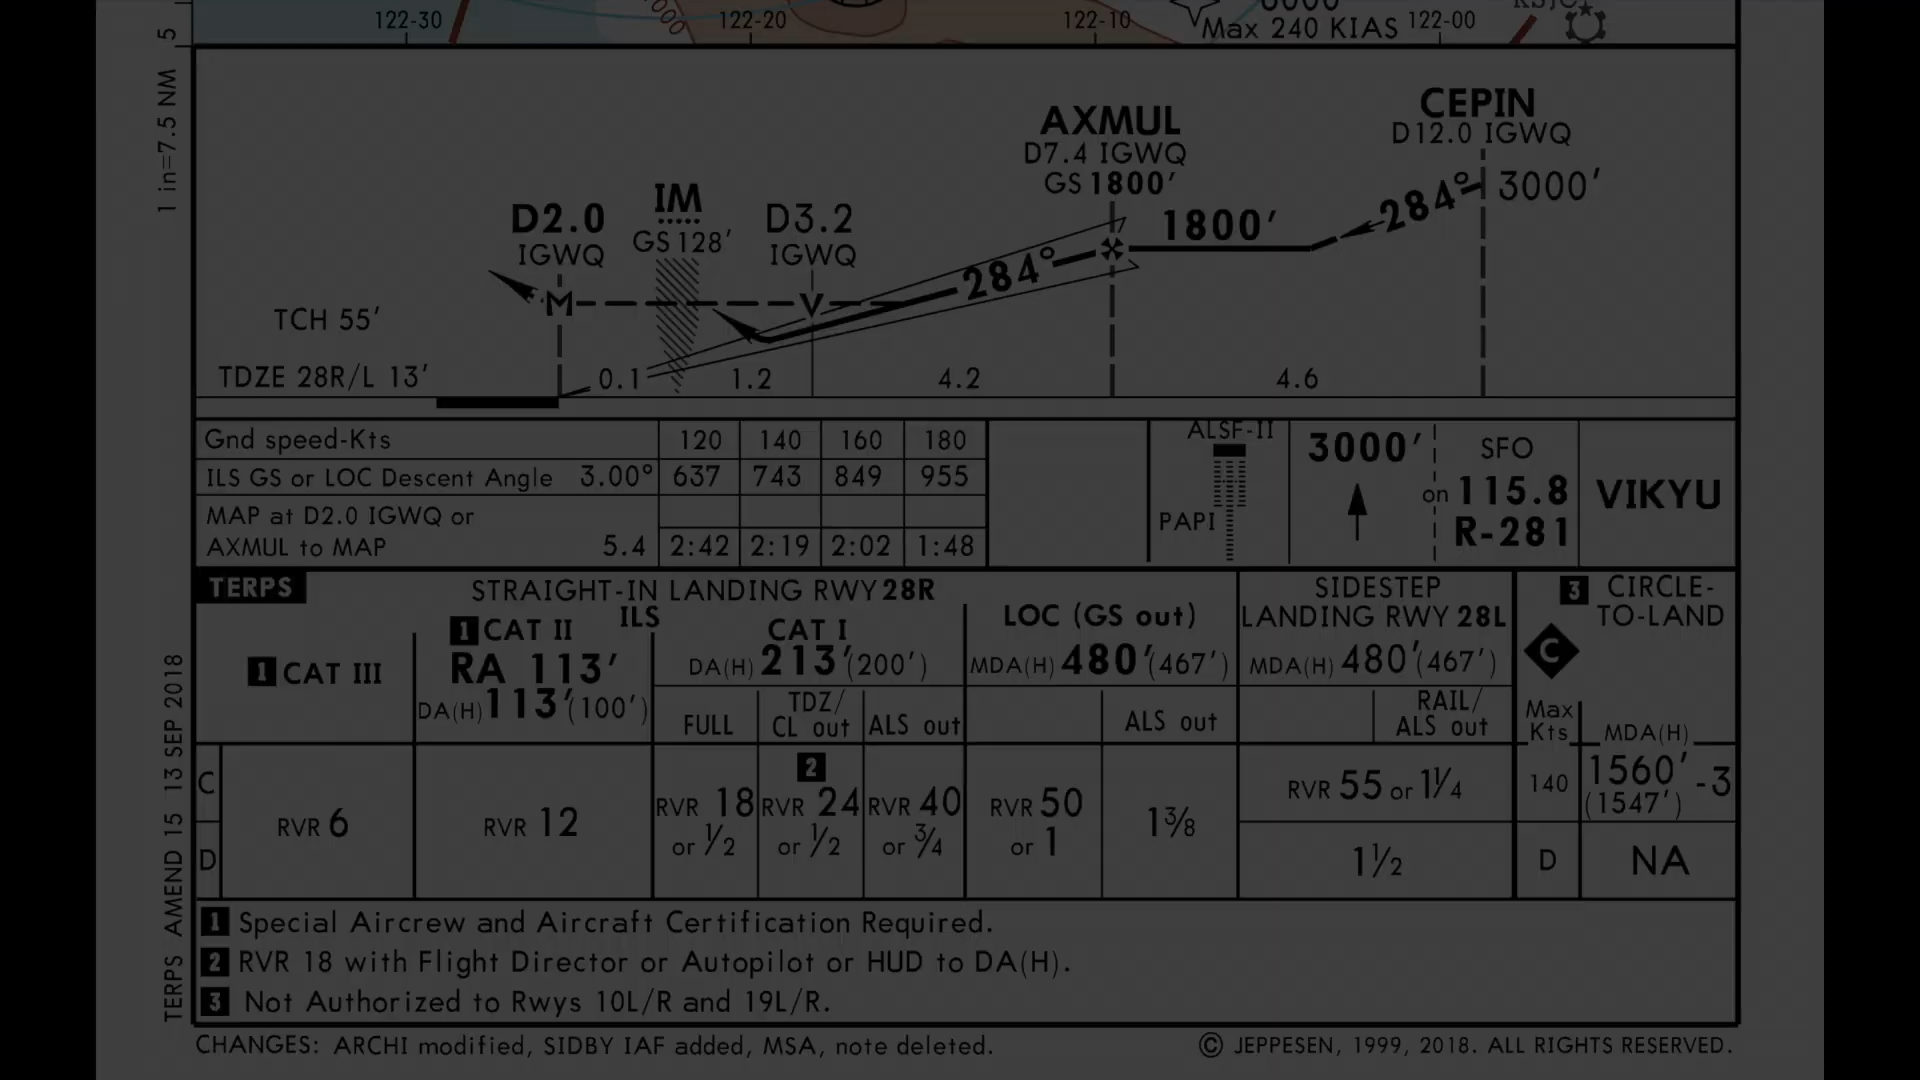 122-30
122-20
122-10
122-00
Max 240 KIAS
1 in=7.5 NM
5
CEPIN
D12.0 IGWQ
3000'
AXMUL
D7.4 IGWQ
GS 1800'
1800'
284°
284°
D2.0
IGWQ
IM
GS 128'
D3.2
IGWQ
M
V
TCH 55'
TDZE 28R/L 13'
0.1
1.2
4.2
4.6
Gnd speed-Kts 120 140 160 180
ILS GS or LOC Descent Angle 3.00° 637 743 849 955
MAP at D2.0 IGWQ or
AXMUL to MAP 5.4 2:42 2:19 2:02 1:48
ALSF-II
PAPI
3000'
on
SFO
115.8
R-281
VIKYU
TERPS
STRAIGHT-IN LANDING RWY 28R
ILS
1 CAT III
1 CAT II
RA 113'
DA(H) 113'(100')
CAT I
DA(H) 213'(200')
FULL
TDZ/
CL out
ALS out
LOC (GS out)
MDA(H) 480'(467')
ALS out
SIDESTEP
LANDING RWY 28L
MDA(H) 480'(467')
RAIL/
ALS out
3 CIRCLE-
TO-LAND
C
Max
Kts
MDA(H)
C
D
RVR 6
RVR 12
RVR 18
or 1/2
2
RVR 24
or 1/2
RVR 40
or 3/4
RVR 50
or 1
1 3/8
RVR 55 or 1 1/4
1 1/2
140
1560'
(1547')
-3
D
NA
1 Special Aircrew and Aircraft Certification Required.
2 RVR 18 with Flight Director or Autopilot or HUD to DA(H).
3 Not Authorized to Rwys 10L/R and 19L/R.
TERPS AMEND 15 13 SEP 2018
CHANGES: ARCHI modified, SIDBY IAF added, MSA, note deleted.
© JEPPESEN, 1999, 2018. ALL RIGHTS RESERVED.